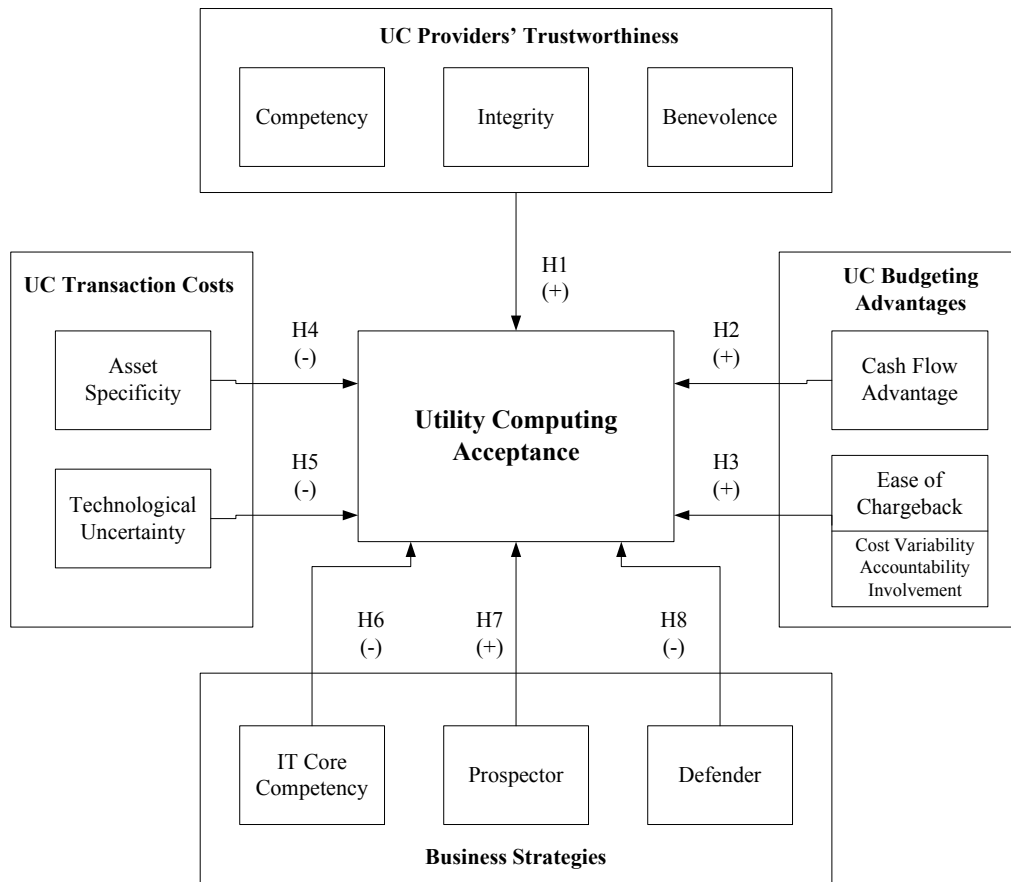 UC Providers’ Trustworthiness
Competency
Integrity
Benevolence
H1
(+)
UC Transaction Costs
Asset
Specificity
Technological
Uncertainty
H4
(-)
H5
(-)
Utility Computing
Acceptance
H2
(+)
H3
(+)
UC Budgeting
Advantages
Cash Flow
Advantage
Ease of
Chargeback
Cost Variability
Accountability
Involvement
H6
(-)
H7
(+)
H8
(-)
IT Core
Competency
Prospector
Defender
Business Strategies